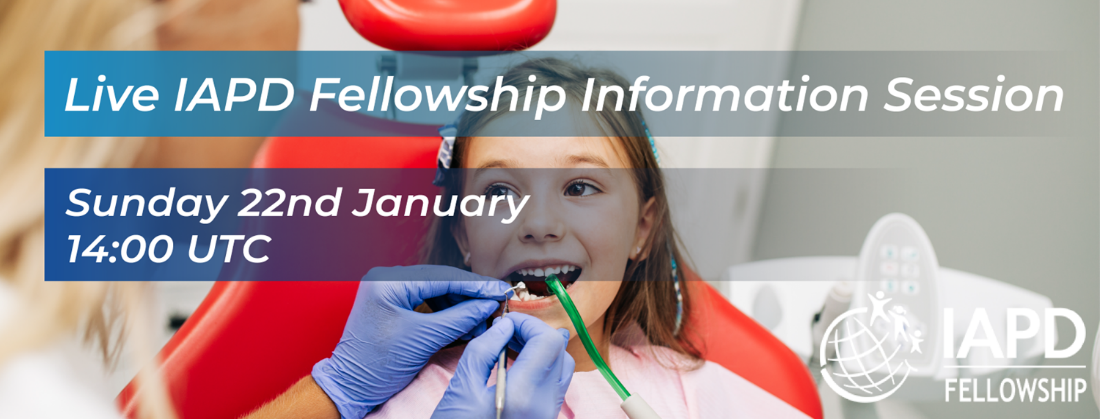 Live IAPD Fellowship Information Session
Sunday 22nd January
14:00 UTC
IAPD
FELLOWSHIP